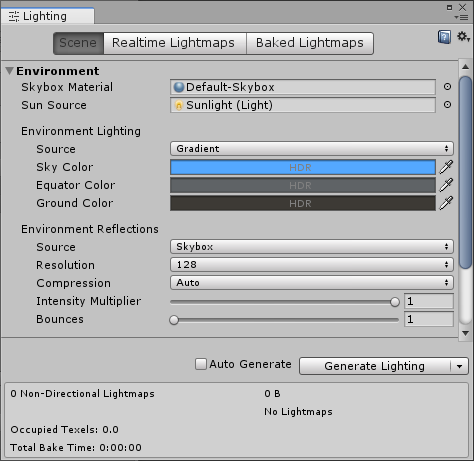 Lighting
Scene Realtime Lightmaps Baked Lightmaps
Environment
Skybox Material Default-Skybox
Sun Source Sunlight (Light)
Environment Lighting
Source Gradient
Sky Color HDR
Equator Color HDR
Ground Color HDR
Environment Reflections
Source Skybox
Resolution 128
Compression Auto
Intensity Multiplier 1
Bounces 1
Auto Generate Generate Lighting
0 Non-Directional Lightmaps 0 B
No Lightmaps
Occupied Texels: 0.0
Total Bake Time: 0:00:00